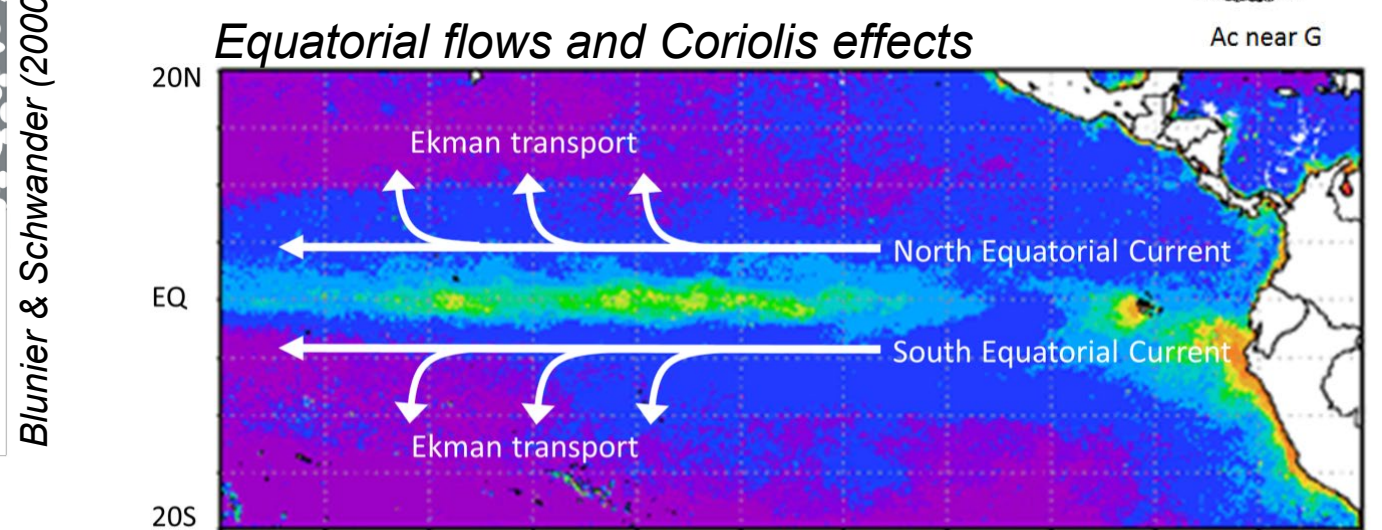 Blunier & Schwander (2000
Equatorial flows and Coriolis effects
Ac near G
20N
Ekman transport
North Equatorial Current
EQ
South Equatorial Current
Ekman transport
20S